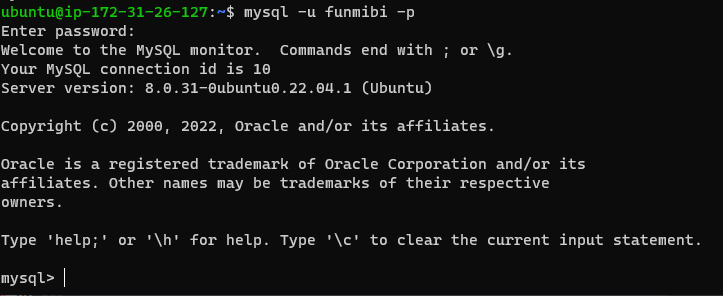 ubuntu@ip-172-31-26-127:~$ mysql -u funmibi -p
Enter password:
Welcome to the MySQL monitor.  Commands end with ; or \g.
Your MySQL connection id is 10
Server version: 8.0.31-0ubuntu0.22.04.1 (Ubuntu)
Copyright (c) 2000, 2022, Oracle and/or its affiliates.
Oracle is a registered trademark of Oracle Corporation and/or its
affiliates. Other names may be trademarks of their respective
owners.
Type 'help;' or '\h' for help. Type '\c' to clear the current input statement.
mysql>